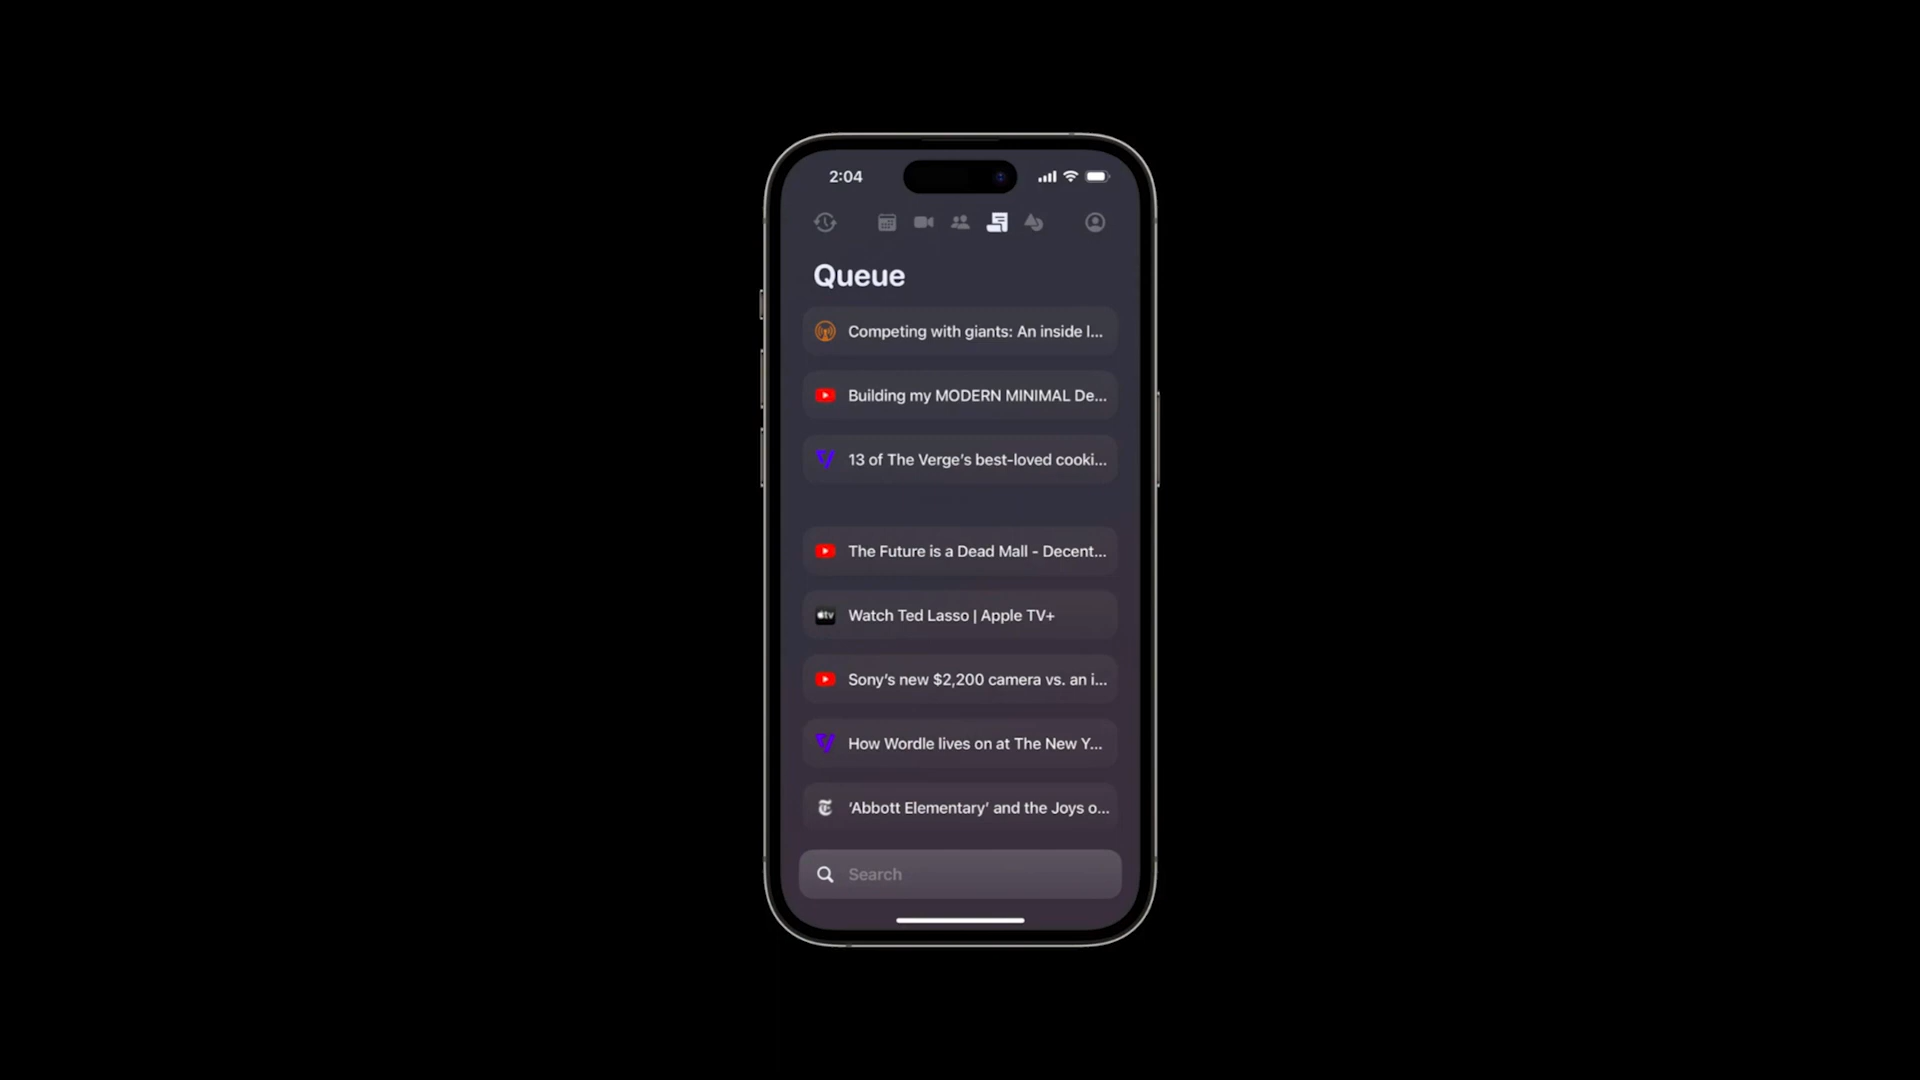 2:04
Queue
Competing with giants: An inside l...
Building my MODERN MINIMAL De...
13 of The Verge's best-loved cooki...
The Future is a Dead Mall - Decent...
tv
Watch Ted Lasso | Apple TV+
Sony's new $2,200 camera vs. an i...
How Wordle lives on at The New Y...
'Abbott Elementary' and the Joys o...
Search